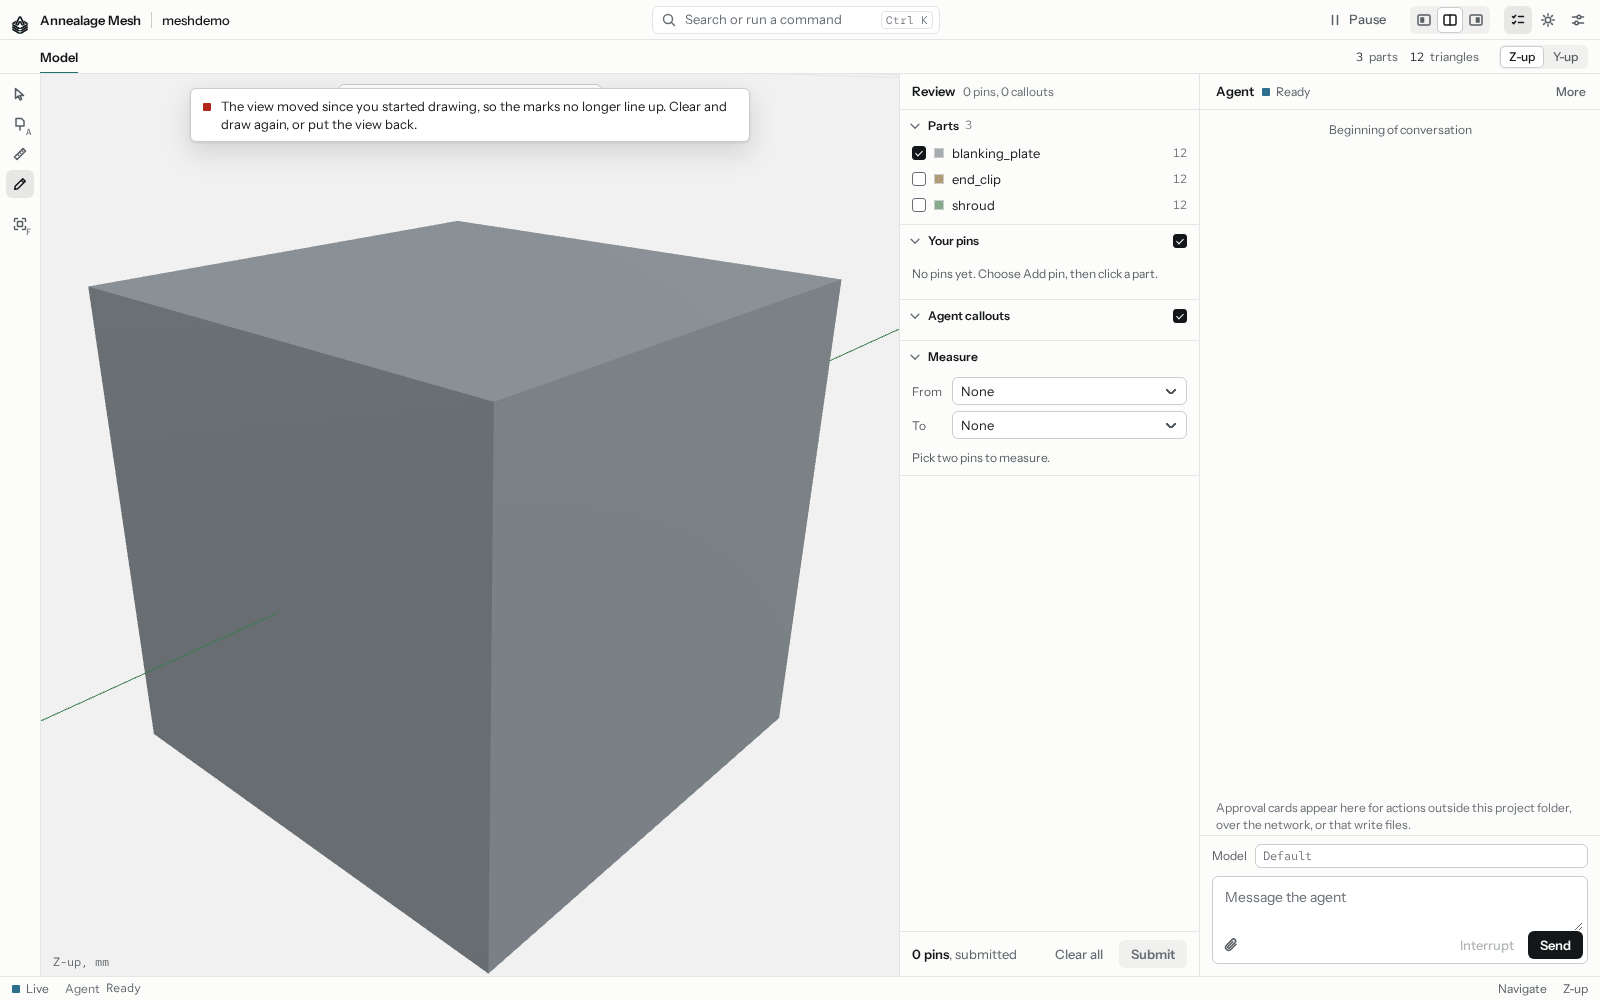 Annealage Mesh
meshdemo
Search or run a command
Ctrl K
Pause
Model
3 parts 12 triangles
Z-up
Y-up
A
F
The view moved since you started drawing, so the marks no longer line up. Clear and
draw again, or put the view back.
Z-up, mm
Review 0 pins, 0 callouts
Parts 3
blanking_plate 12
end_clip 12
shroud 12
Your pins
No pins yet. Choose Add pin, then click a part.
Agent callouts
Measure
From None
To None
Pick two pins to measure.
0 pins, submitted
Clear all
Submit
Agent Ready
More
Beginning of conversation
Approval cards appear here for actions outside this project folder,
over the network, or that write files.
Model Default
Message the agent
Interrupt
Send
Live
Agent Ready
Navigate
Z-up